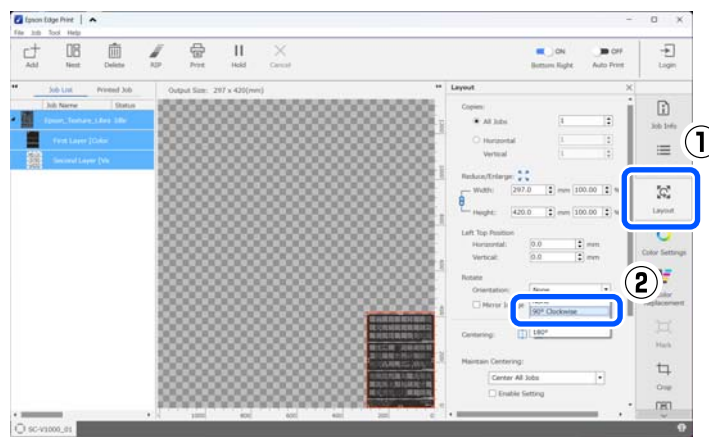 Epson Edge Print
File Job Tool Help
Add Nest Delete RIP Print Hold Cancel ON Bottom Right OFF Auto Print Login
Job List Printed Job
Output Size: 297 x 420(mm)
Layout
Job Name Status
Idle
First Layer [Color
Second Layer [Va
Copies:
All Jobs 1
Horizontal 1
Vertical 1
Reduce/Enlarge:
Width: 297.0 mm 100.00 %
Height: 420.0 mm 100.00 %
Left Top Position
Horizontal: 0.0 mm
Vertical: 0.0 mm
Rotate
Orientation: None
Mirror
90° Clockwise
180°
Centering:
Maintain Centering:
Center All Jobs
Enable Setting
Job Info
①
Layout
Color Settings
②
Color Replacement
Mark
Crop
1000 800 600 400 200 0
SC-V1000_01